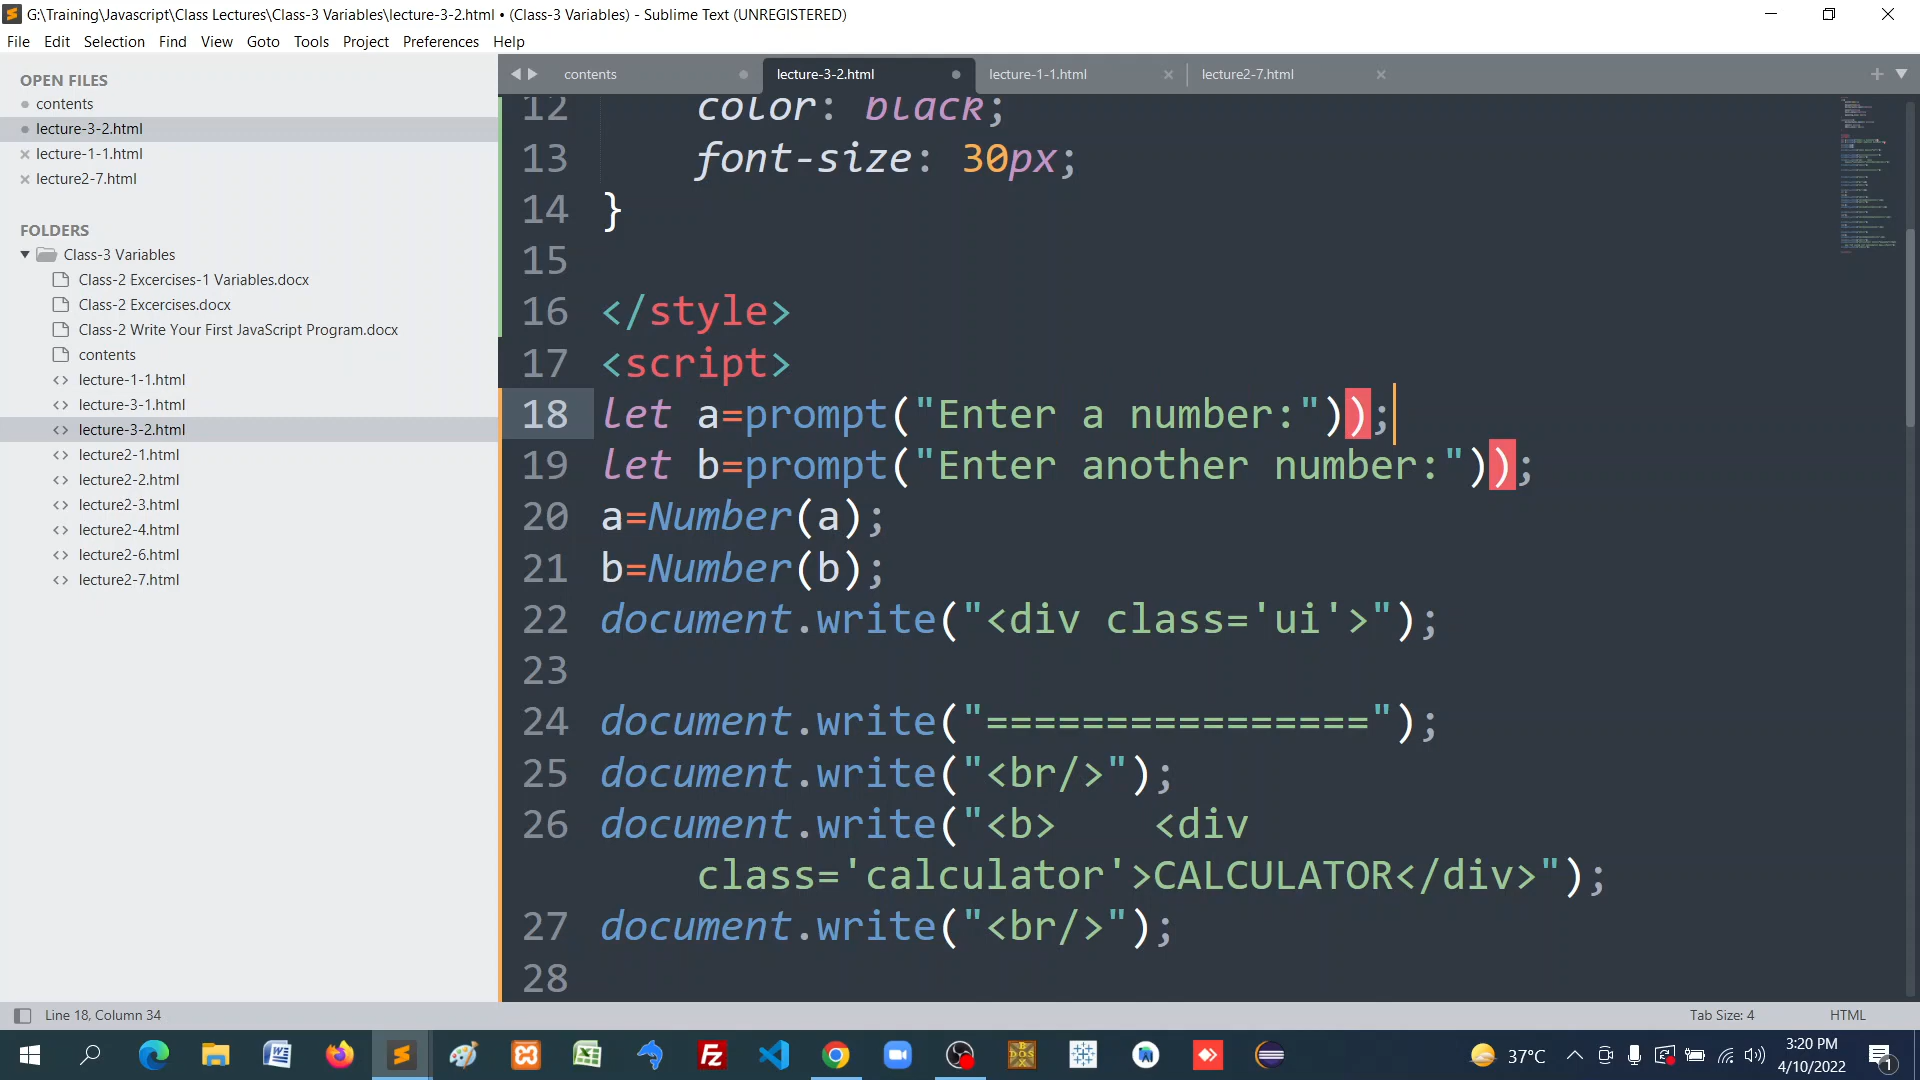 G:\Training\Javascript\Class Lectures\Class-3 Variables\lecture-3-2.html • (Class-3 Variables) - Sublime Text (UNREGISTERED)
File Edit Selection Find View Goto Tools Project Preferences Help
OPEN FILES
contents
lecture-3-2.html
lecture-1-1.html
lecture2-7.html
FOLDERS
Class-3 Variables
Class-2 Excercises-1 Variables.docx
Class-2 Excercises.docx
Class-2 Write Your First JavaScript Program.docx
contents
lecture-1-1.html
lecture-3-1.html
lecture-3-2.html
lecture2-1.html
lecture2-2.html
lecture2-3.html
lecture2-4.html
lecture2-6.html
lecture2-7.html
contents lecture-3-2.html lecture-1-1.html lecture2-7.html
12 color: black;
13 font-size: 30px;
14 }
15
16 </style>
17 <script>
18 let a=prompt("Enter a number:"));
19 let b=prompt("Enter another number:"));
20 a=Number(a);
21 b=Number(b);
22 document.write("<div class='ui'>");
23
24 document.write("================");
25 document.write("<br/>");
26 document.write("<b>    <div
class='calculator'>CALCULATOR</div>");
27 document.write("<br/>");
28
Line 18, Column 34
Tab Size: 4
HTML
37°C
3:20 PM
4/10/2022
1